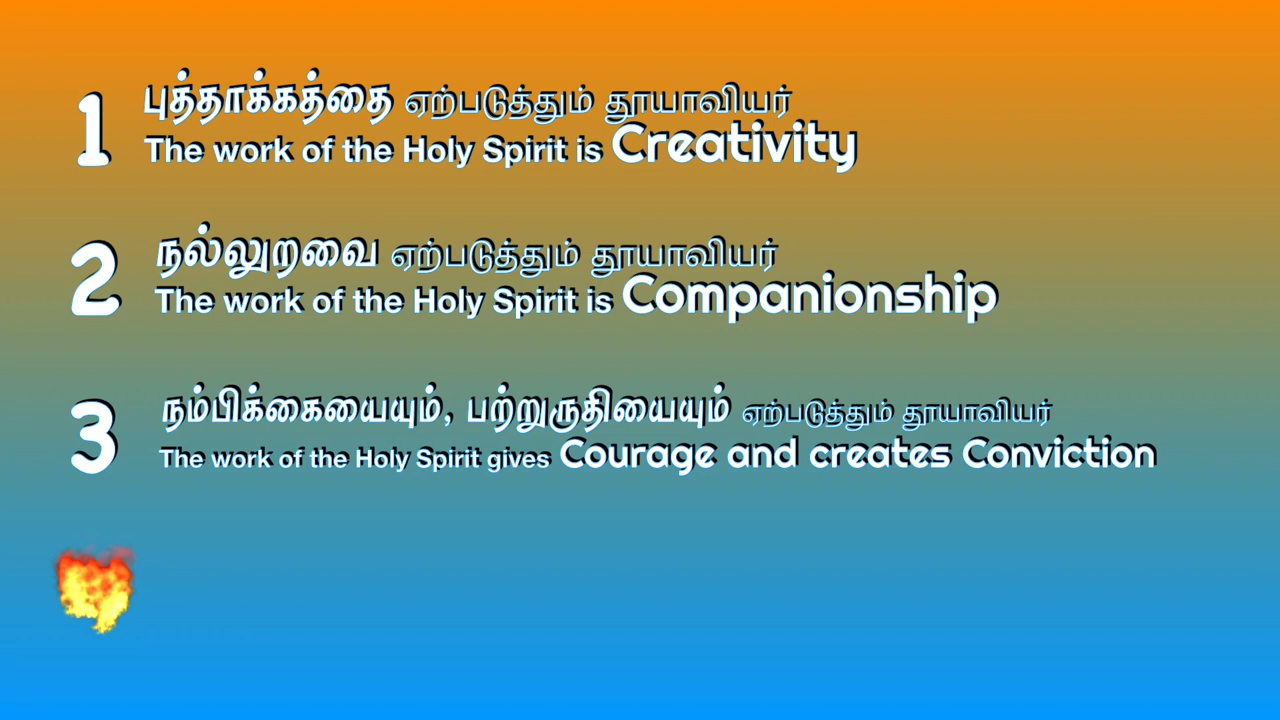 1
புத்தாக்கத்தை ஏற்படுத்தும் தூயாவியர்
The work of the Holy Spirit is Creativity
2
நல்லுறவை ஏற்படுத்தும் தூயாவியர்
The work of the Holy Spirit is Companionship
3
நம்பிக்கையையும், பற்றுருதியையும் ஏற்படுத்தும் தூயாவியர்
The work of the Holy Spirit gives Courage and creates Conviction